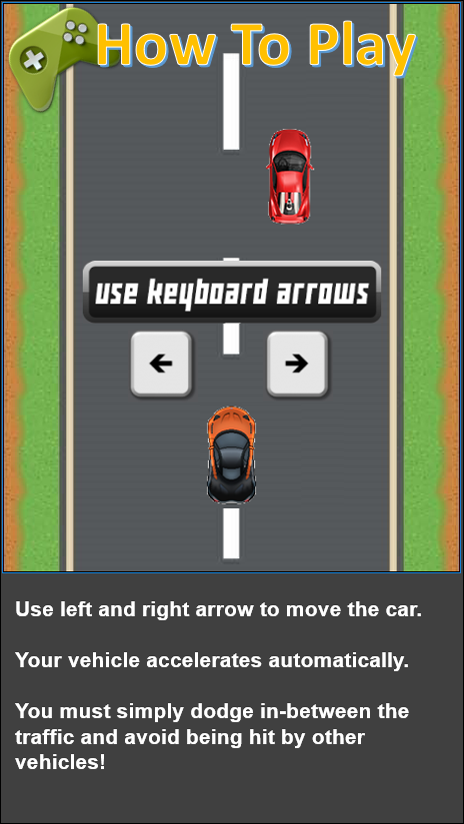 How To Play
use keyboard arrows
← →
Use left and right arrow to move the car.
Your vehicle accelerates automatically.
You must simply dodge in-between the
traffic and avoid being hit by other
vehicles!